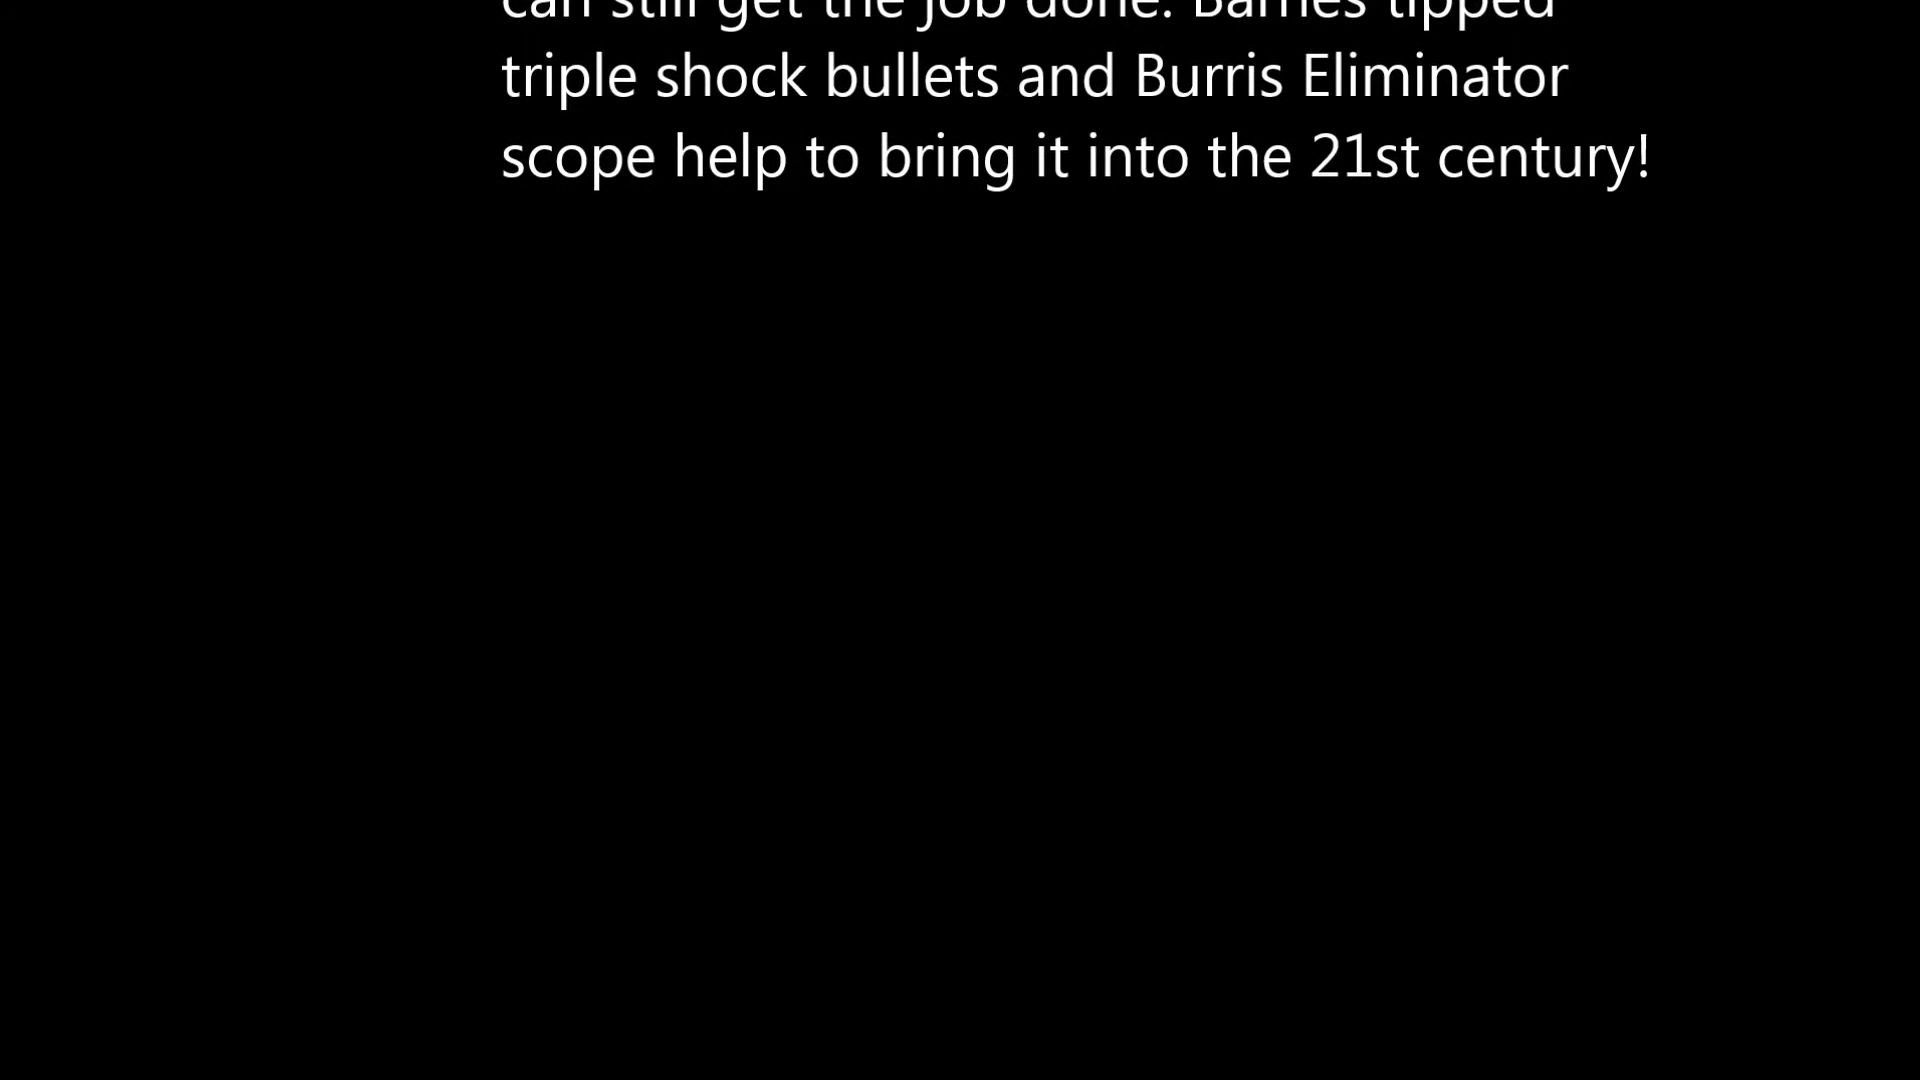 can still get the job done. Barnes tipped
triple shock bullets and Burris Eliminator
scope help to bring it into the 21st century!